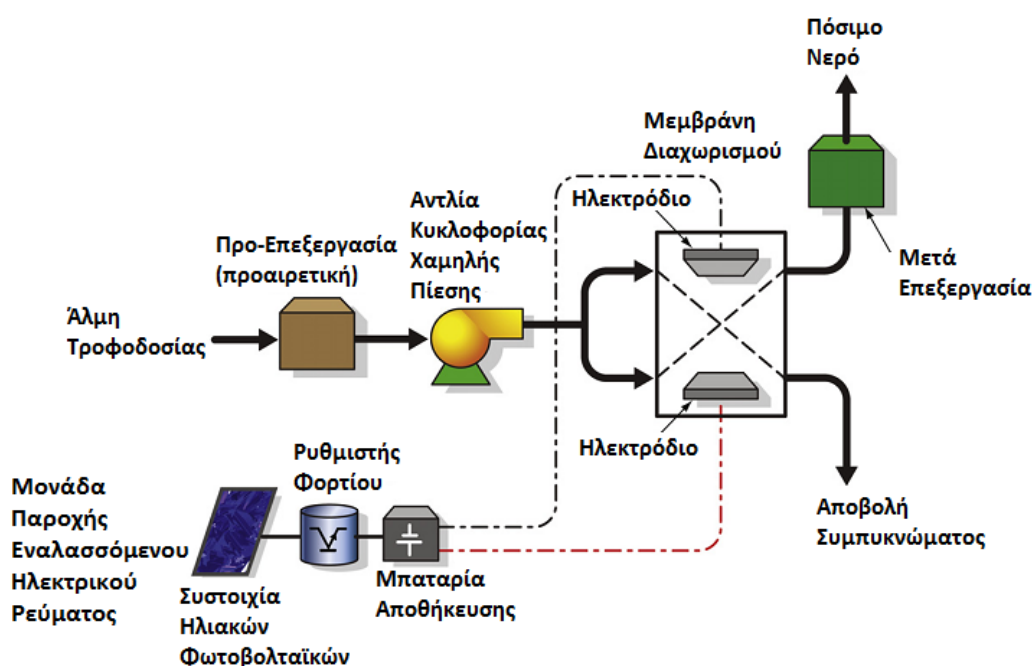 Πόσιμο
Νερό
Μεμβράνη
Διαχωρισμού
Ηλεκτρόδιο
Αντλία
Κυκλοφορίας
Χαμηλής
Πίεσης
Προ-Επεξεργασία
(προαιρετική)
Μετά
Επεξεργασία
Άλμη
Τροφοδοσίας
Ηλεκτρόδιο
Ρυθμιστής
Φορτίου
Μονάδα
Παροχής
Εναλασσόμενου
Ηλεκτρικού
Ρεύματος
Αποβολή
Συμπυκνώματος
Μπαταρία
Αποθήκευσης
Συστοιχία
Ηλιακών
Φωτοβολταϊκών